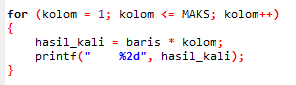 for (kolom = 1; kolom <= MAKS; kolom++)
{
    hasil_kali = baris * kolom;
    printf("    %2d", hasil_kali);
}